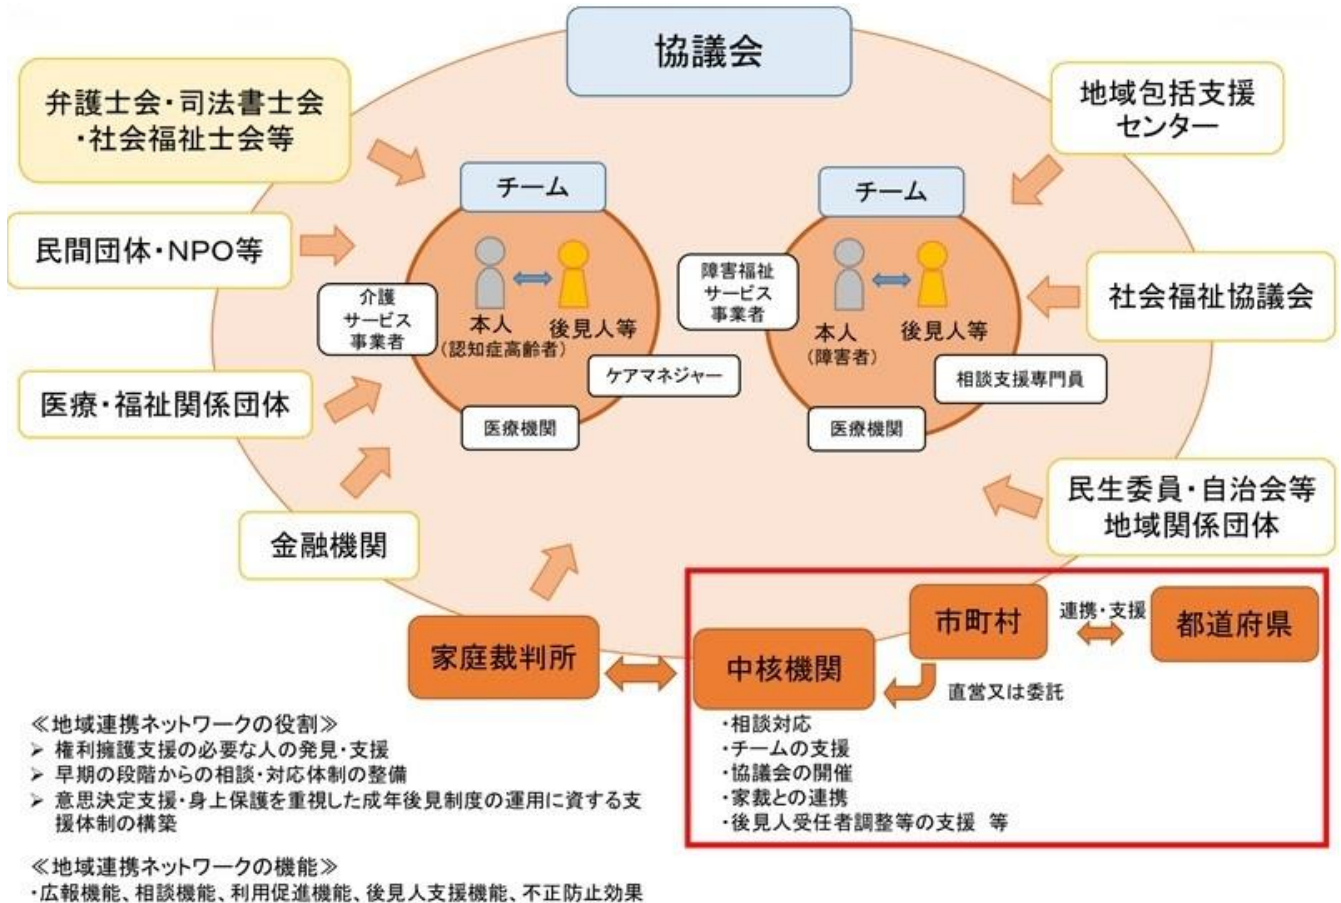 協議会
弁護士会・司法書士会
・社会福祉士会等
地域包括支援
センター
チーム
チーム
民間団体・NPO等
介護
サービス
事業者
本人
(認知症高齢者)
後見人等
ケアマネジャー
医療機関
障害福祉
サービス
事業者
本人
(障害者)
後見人等
相談支援専門員
医療機関
社会福祉協議会
医療・福祉関係団体
金融機関
民生委員・自治会等
地域関係団体
家庭裁判所
中核機関
市町村
連携・支援
都道府県
直営又は委託
・相談対応
・チームの支援
・協議会の開催
・家裁との連携
・後見人受任者調整等の支援 等
≪地域連携ネットワークの役割≫
➢ 権利擁護支援の必要な人の発見・支援
➢ 早期の段階からの相談・対応体制の整備
➢ 意思決定支援・身上保護を重視した成年後見制度の運用に資する支
援体制の構築
≪地域連携ネットワークの機能≫
・広報機能、相談機能、利用促進機能、後見人支援機能、不正防止効果